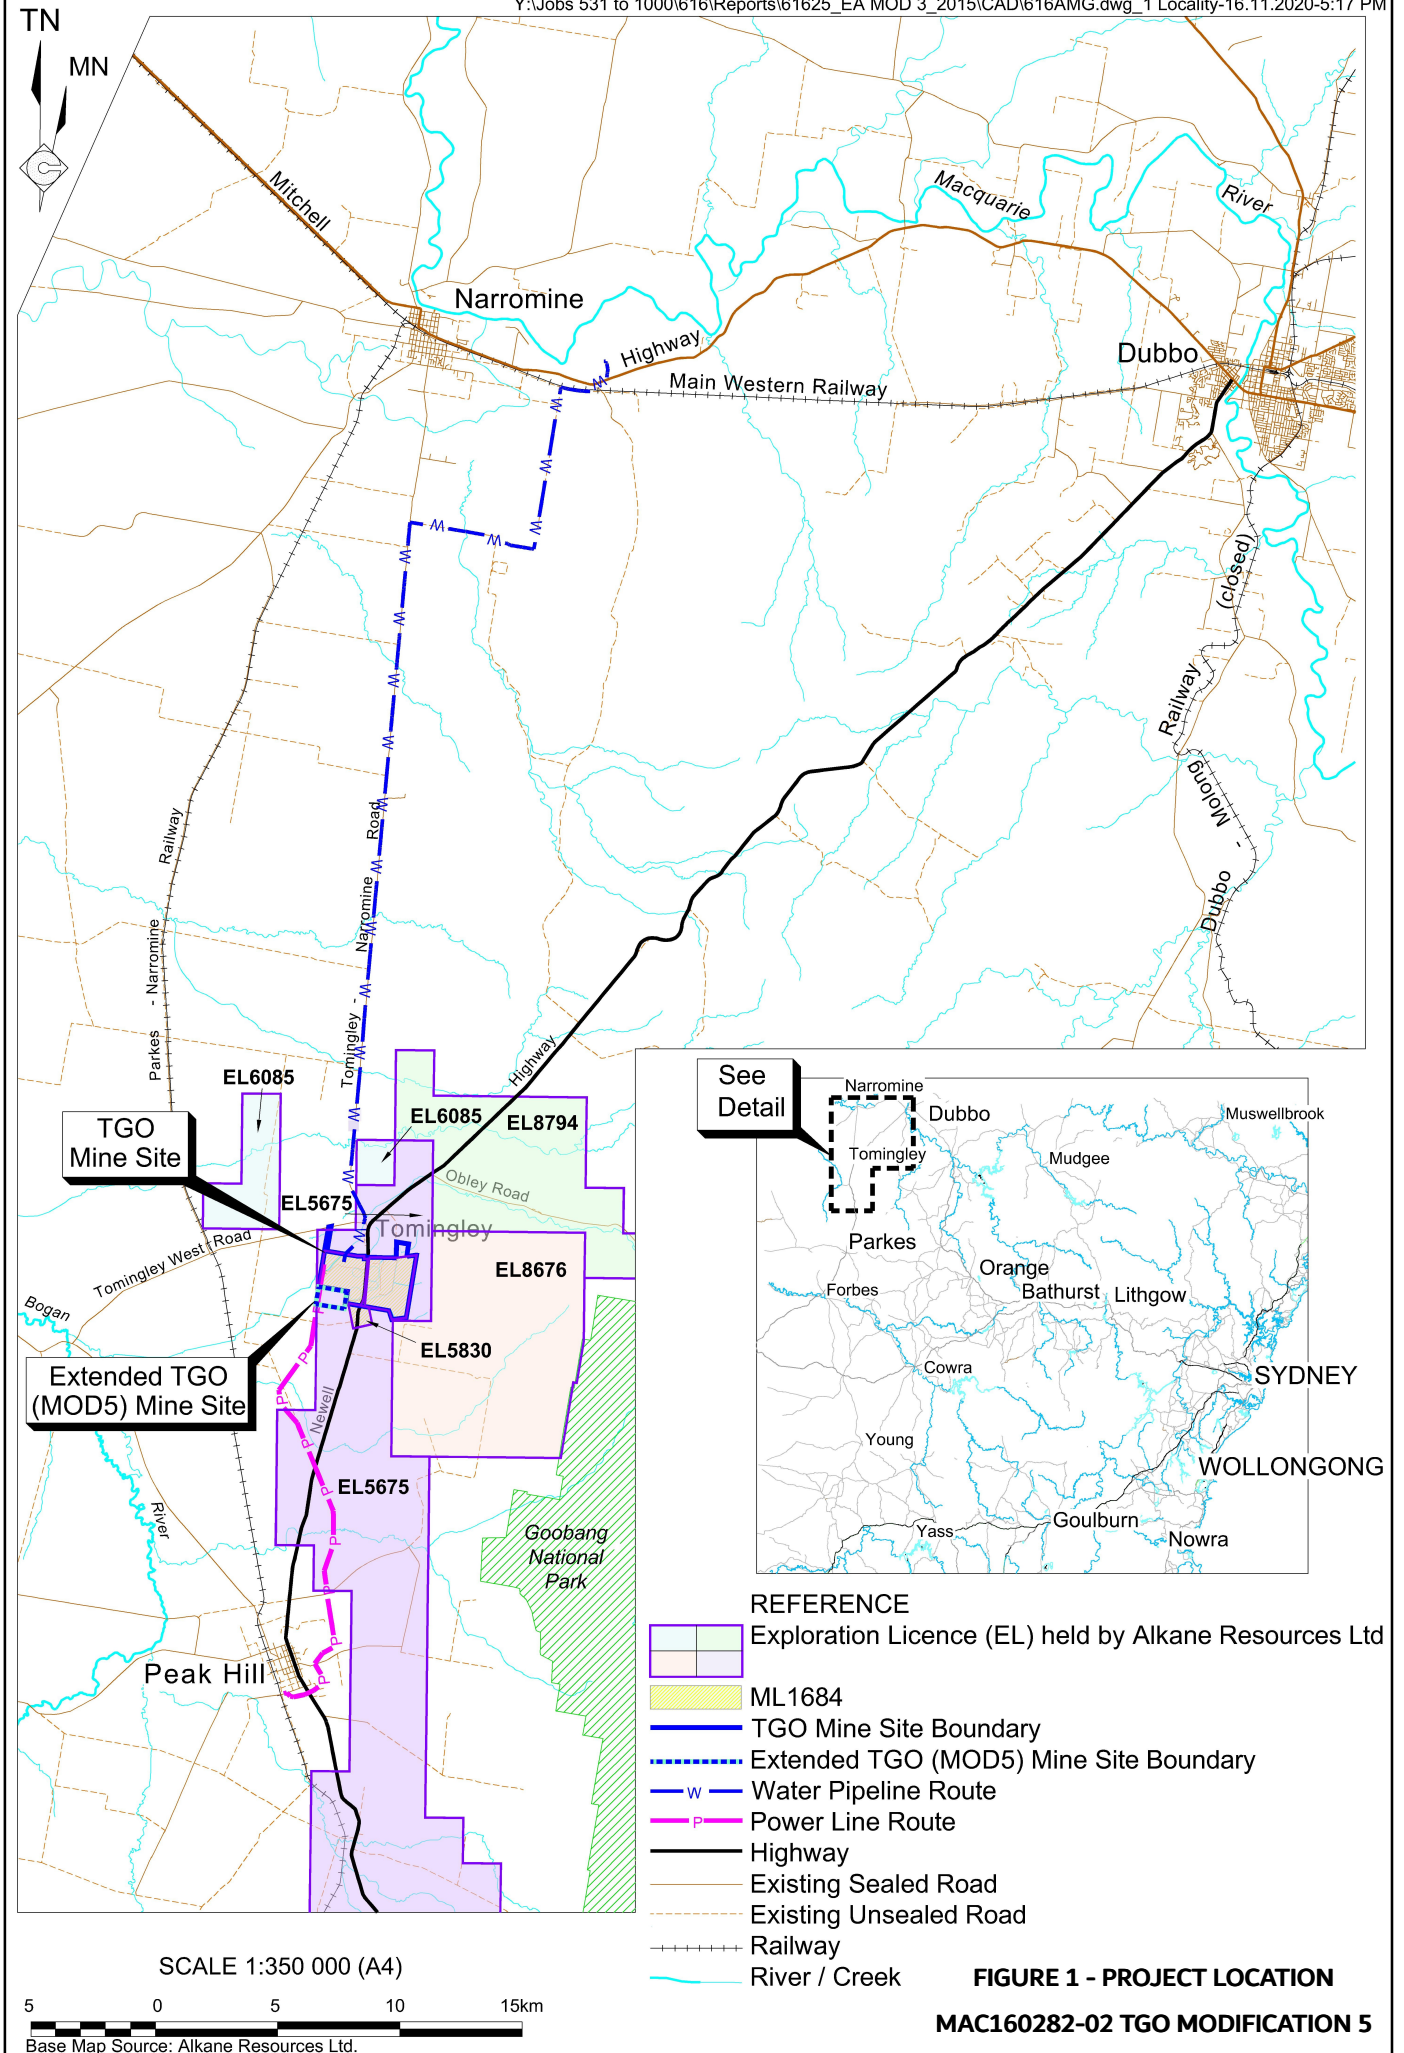 Y:\Jobs 531 to 1000\616\Reports\61625_EA MOD 3_2015\CAD\616AMG.dwg_1 Locality-16.11.2020-5:17 PM
TN
MN
Mitchell
Narromine
Macquarie
River
Highway
Main Western Railway
Dubbo
W
W
W
W
W
W
W
W
W
W
Railway
(closed)
Molong
-
Dubbo
W
Road
W
Narromine
W
-
Tomingley
W
W
W
W
W
Railway
Narromine
-
Parkes
Highway
EL6085
EL6085
EL8794
TGO
Mine Site
Obley Road
EL5675
Tomingley
Tomingley West Road
EL8676
Bogan
EL5830
Extended TGO
(MOD5) Mine Site
P
P
P
P
P
P
P
P
P
P
Newell
EL5675
River
Goobang
National
Park
Peak Hill
See
Detail
Narromine
Dubbo
Muswellbrook
Tomingley
Mudgee
Parkes
Orange
Forbes
Bathurst
Lithgow
Cowra
SYDNEY
Young
WOLLONGONG
Yass
Goulburn
Nowra
REFERENCE
Exploration Licence (EL) held by Alkane Resources Ltd
ML1684
TGO Mine Site Boundary
Extended TGO (MOD5) Mine Site Boundary
W Water Pipeline Route
P Power Line Route
Highway
Existing Sealed Road
Existing Unsealed Road
Railway
River / Creek
SCALE 1:350 000 (A4)
5 0 5 10 15km
Base Map Source: Alkane Resources Ltd.
FIGURE 1 - PROJECT LOCATION
MAC160282-02 TGO MODIFICATION 5